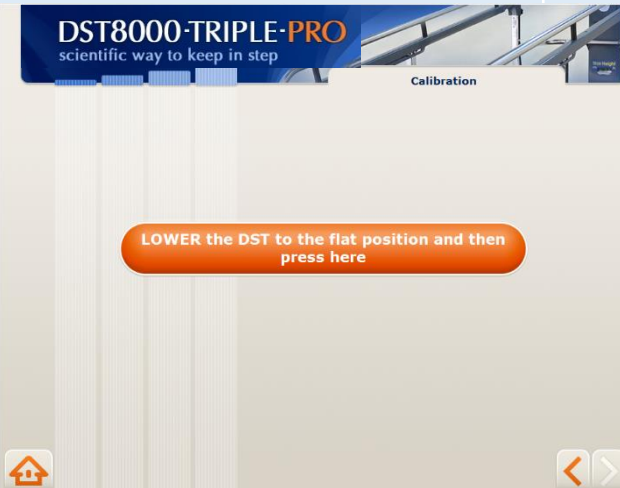 DST8000-TRIPLE-PRO
scientific way to keep in step
Calibration
LOWER the DST to the flat position and then
press here